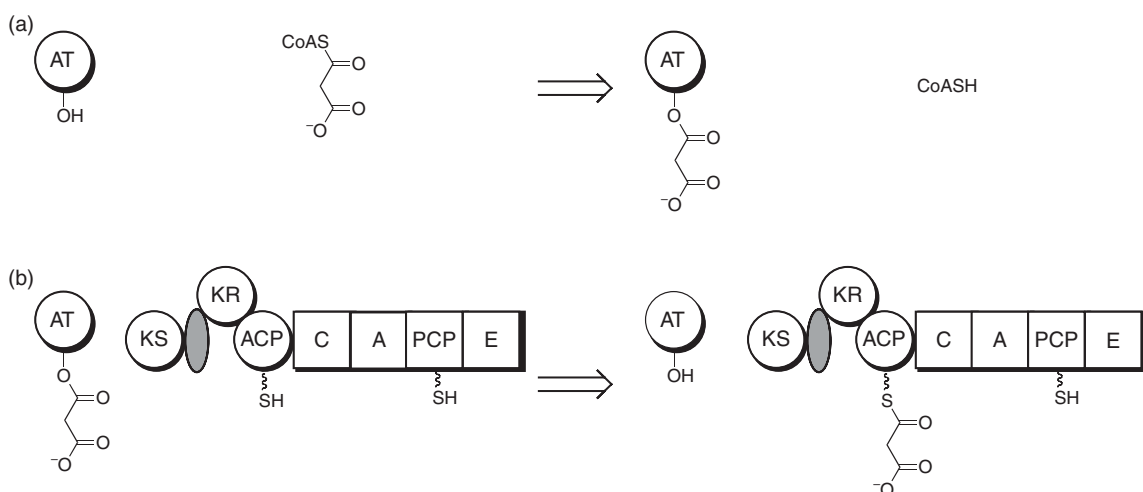 (a)
AT
OH
CoAS
O
O
⁻O
AT
O
O
O
⁻O
CoASH
(b)
AT
O
O
O
⁻O
KS
KR
ACP
C
A
PCP
E
SH
SH
AT
OH
KS
KR
ACP
C
A
PCP
E
S
SH
O
O
⁻O